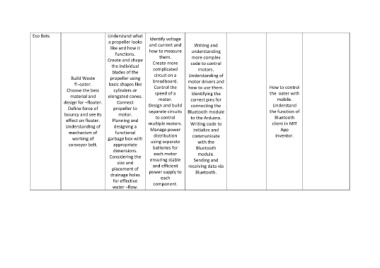 Eco Bots
Build Waste
fl-oater.
Choose the best
material and
design for -floater.
Define force of
buoncy and see its
effect on floater.
Understanding of
mechanism of
working of
conveyer belt.
Understand what
a propeller looks
like and how it
functions.
Create and shape
the individual
blades of the
propeller using
basic shapes like
cylinders or
elongated cones.
Connect
propeller to
motor.
Planning and
designing a
functional
garbage box with
appropriate
dimensions.
Considering the
size and
placement of
drainage holes
for effective
water -flow.
Identify voltage
and current and
how to measure
them.
Create more
complicated
circuit on a
breadboard.
Control the
speed of a
motor.
Design and build
separate circuits
to control
multiple motors.
Manage power
distribution
using separate
batteries for
each motor
ensuring stable
and efficient
power supply to
each
component.
Writing and
understanding
more complex
code to control
motors.
Understanding of
motor drivers and
how to use them.
Identifying the
correct pins for
connecting the
Bluetooth module
to the Arduino.
Writing code to
initialize and
communicate
with the
Bluetooth
module.
Sending and
receiving data via
Bluetooth.
How to control
the oater with
mobile.
Understand
the function of
Bluetooth
client in MIT
App
inventor.